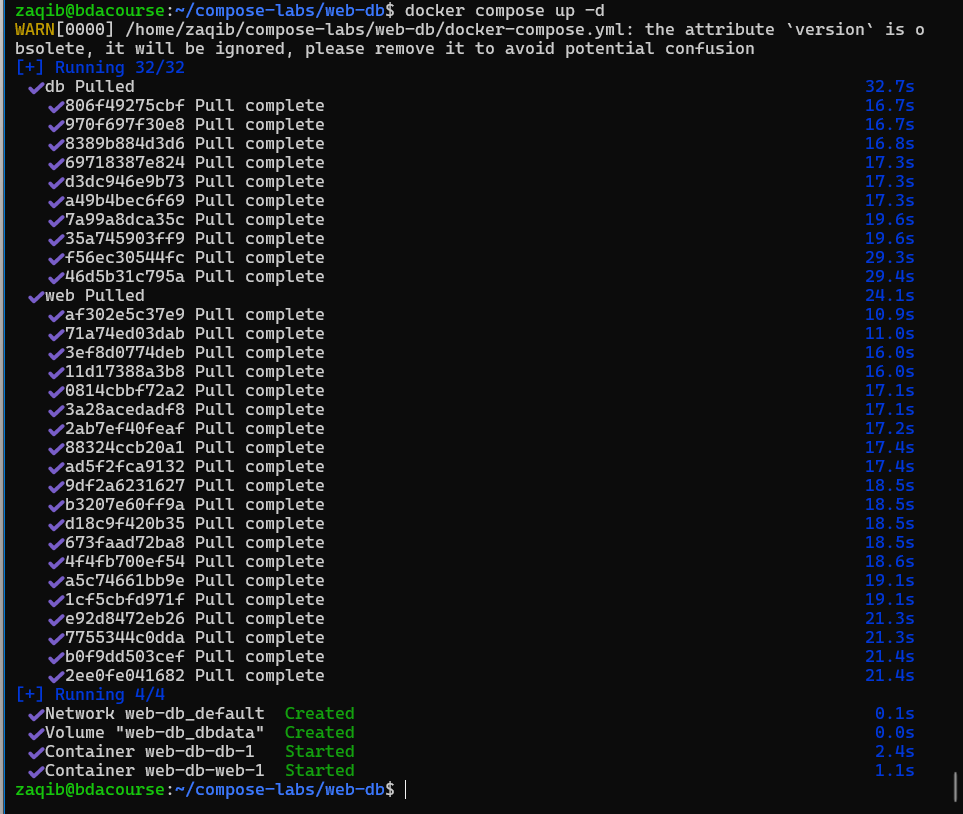 zaqib@bdacourse:~/compose-labs/web-db$ docker compose up -d
WARN[0000] /home/zaqib/compose-labs/web-db/docker-compose.yml: the attribute `version` is o
bsolete, it will be ignored, please remove it to avoid potential confusion
[+] Running 32/32
✔db Pulled 32.7s
✔806f49275cbf Pull complete 16.7s
✔970f697f30e8 Pull complete 16.7s
✔8389b884d3d6 Pull complete 16.8s
✔69718387e824 Pull complete 17.3s
✔d3dc946e9b73 Pull complete 17.3s
✔a49b4bec6f69 Pull complete 17.3s
✔7a99a8dca35c Pull complete 19.6s
✔35a745903ff9 Pull complete 19.6s
✔f56ec30544fc Pull complete 29.3s
✔46d5b31c795a Pull complete 29.4s
✔web Pulled 24.1s
✔af302e5c37e9 Pull complete 10.9s
✔71a74ed03dab Pull complete 11.0s
✔3ef8d0774deb Pull complete 16.0s
✔11d17388a3b8 Pull complete 16.0s
✔0814cbbf72a2 Pull complete 17.1s
✔3a28acedadf8 Pull complete 17.1s
✔2ab7ef40feaf Pull complete 17.2s
✔88324ccb20a1 Pull complete 17.4s
✔ad5f2fca9132 Pull complete 17.4s
✔9df2a6231627 Pull complete 18.5s
✔b3207e60ff9a Pull complete 18.5s
✔d18c9f420b35 Pull complete 18.5s
✔673faad72ba8 Pull complete 18.5s
✔4f4fb700ef54 Pull complete 18.6s
✔a5c74661bb9e Pull complete 19.1s
✔1cf5cbfd971f Pull complete 19.1s
✔e92d8472eb26 Pull complete 21.3s
✔7755344c0dda Pull complete 21.3s
✔b0f9dd503cef Pull complete 21.4s
✔2ee0fe041682 Pull complete 21.4s
[+] Running 4/4
✔Network web-db_default Created 0.1s
✔Volume "web-db_dbdata" Created 0.0s
✔Container web-db-db-1 Started 2.4s
✔Container web-db-web-1 Started 1.1s
zaqib@bdacourse:~/compose-labs/web-db$